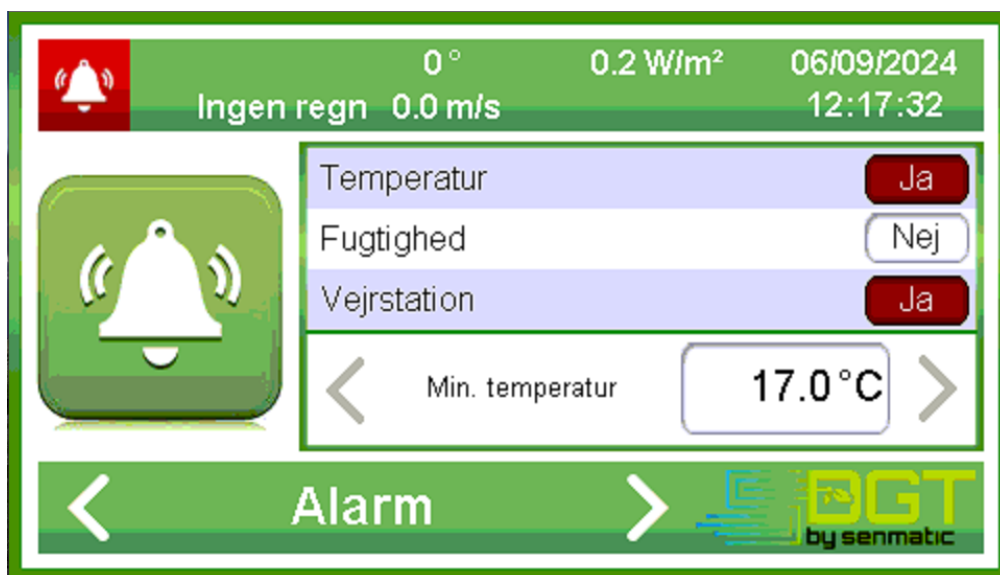 0° 0.2 W/m² 06/09/2024
Ingen regn 0.0 m/s 12:17:32
Temperatur Ja
Fugtighed Nej
Vejrstation Ja
Min. temperatur 17.0°C
Alarm
DGT
by senmatic